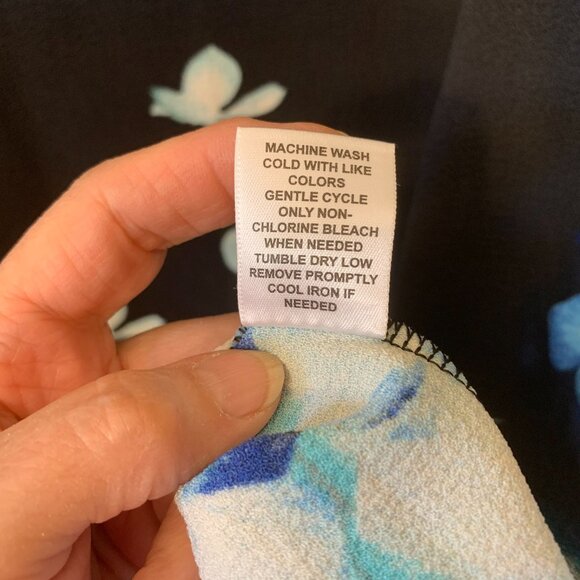 MACHINE WASH
COLD WITH LIKE
COLORS
GENTLE CYCLE
ONLY NON-
CHLORINE BLEACH
WHEN NEEDED
TUMBLE DRY LOW
REMOVE PROMPTLY
COOL IRON IF
NEEDED